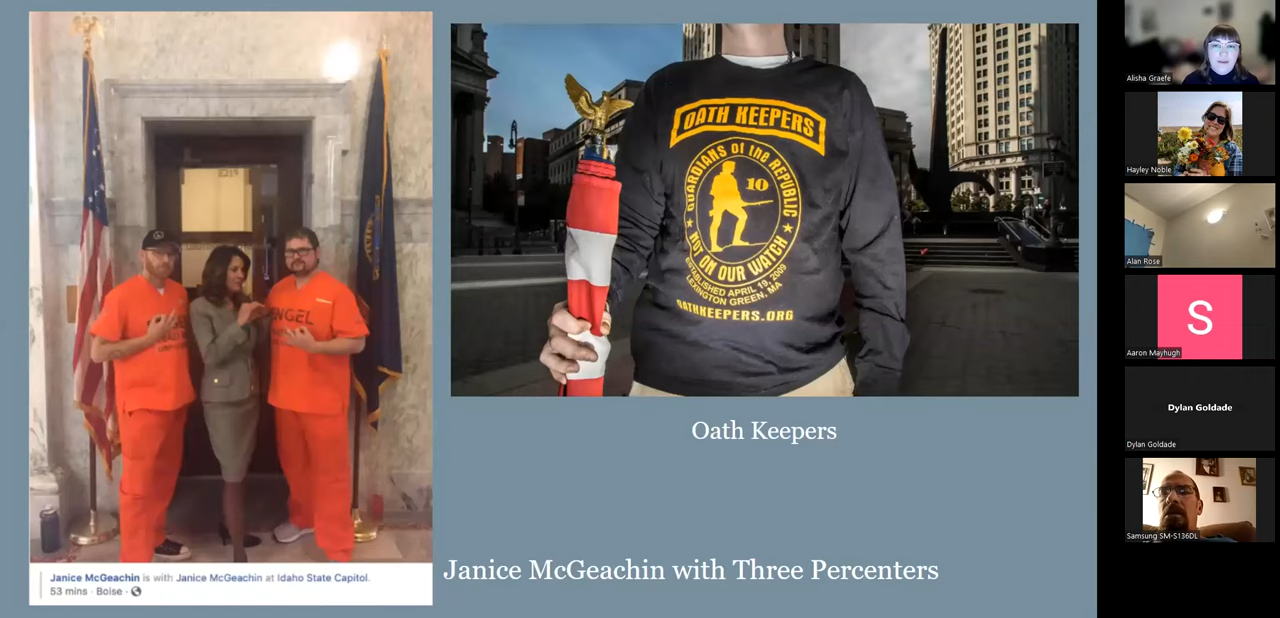 E219
ANGEL
Janice McGeachin is with Janice McGeachin at Idaho State Capitol.
53 mins · Boise ·
OATH KEEPERS
GUARDIANS of the REPUBLIC
10
NOT ON OUR WATCH
ESTABLISHED APRIL 19, 2009
LEXINGTON GREEN, MA
OATHKEEPERS.ORG
Oath Keepers
Janice McGeachin with Three Percenters
Alisha Graefe
Hayley Noble
Alan Rose
S
Aaron Mayhugh
Dylan Goldade
Dylan Goldade
Samsung SM-S136DL